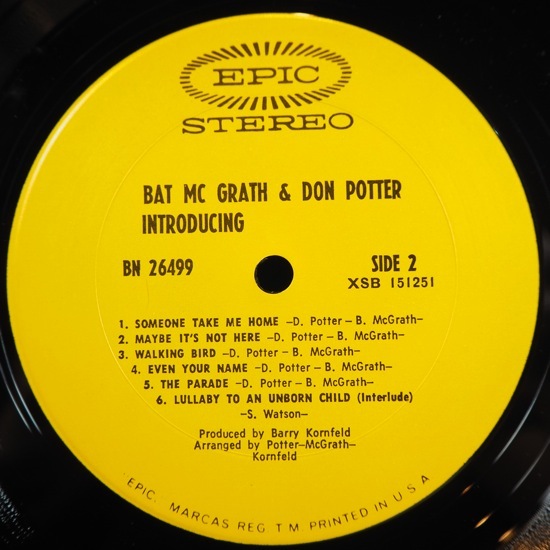 EPIC
STEREO
BAT MC GRATH & DON POTTER
INTRODUCING
BN 26499
SIDE 2
XSB 151251
1. SOMEONE TAKE ME HOME –D. Potter – B. McGrath–
2. MAYBE IT'S NOT HERE –D. Potter – B. McGrath–
3. WALKING BIRD –D. Potter – B. McGrath–
4. EVEN YOUR NAME –D. Potter – B. McGrath–
5. THE PARADE –D. Potter – B. McGrath–
6. LULLABY TO AN UNBORN CHILD (Interlude)
–S. Watson–
Produced by Barry Kornfeld
Arranged by Potter–McGrath–
Kornfeld
EPIC. MARCAS REG. T.M. PRINTED IN U S A